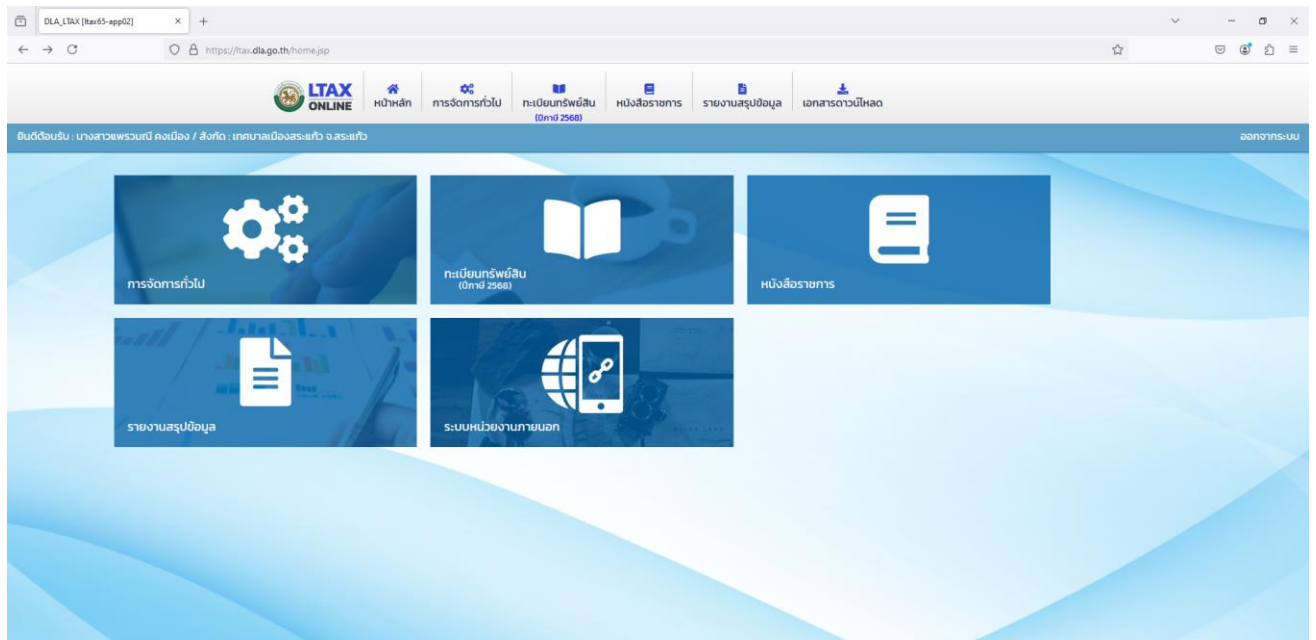 DLA_LTAX [ltax65-app02]
https://ltax.dla.go.th/home.jsp
LTAX
ONLINE
หน้าหลัก
การจัดการทั่วไป
ทะเบียนทรัพย์สิน
(ปีภาษี 2568)
หนังสือราชการ
รายงานสรุปข้อมูล
เอกสารดาวน์โหลด
ยินดีต้อนรับ : นางสาวแพรวมณี คงเมือง / สังกัด : เทศบาลเมืองสระแก้ว จ.สระแก้ว
ออกจากระบบ
การจัดการทั่วไป
ทะเบียนทรัพย์สิน
(ปีภาษี 2568)
หนังสือราชการ
รายงานสรุปข้อมูล
ระบบหน่วยงานภายนอก